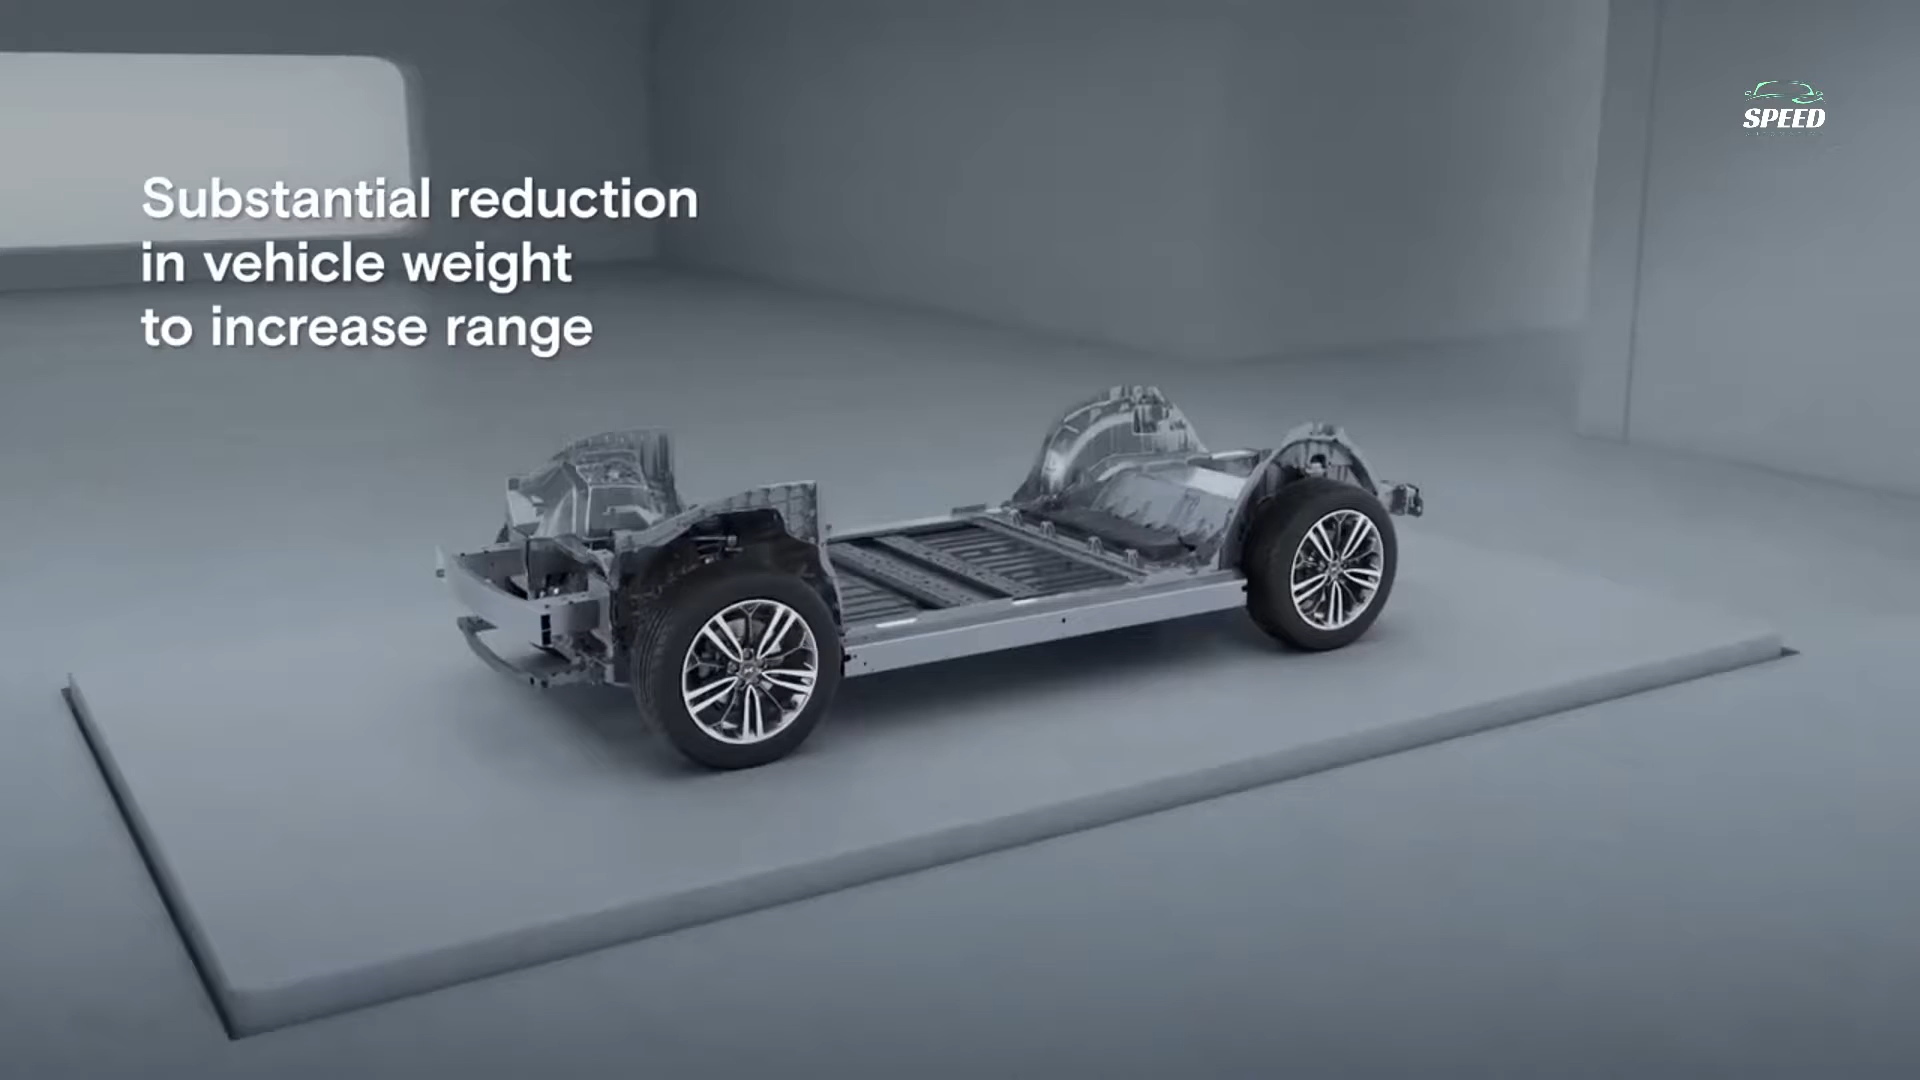 Substantial reduction
in vehicle weight
to increase range
SPEED